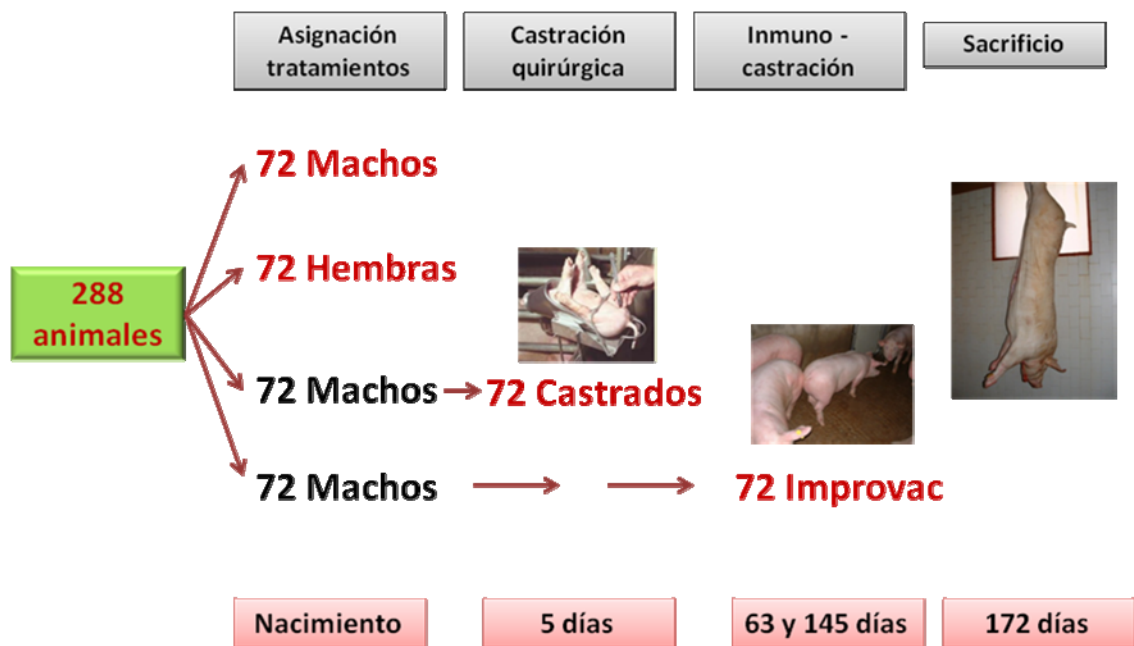 Asignación
tratamientos
Castración
quirúrgica
Inmuno -
castración
Sacrificio
72 Machos
72 Hembras
288
animales
72 Machos
72 Castrados
72 Machos
72 Improvac
Nacimiento
5 días
63 y 145 días
172 días